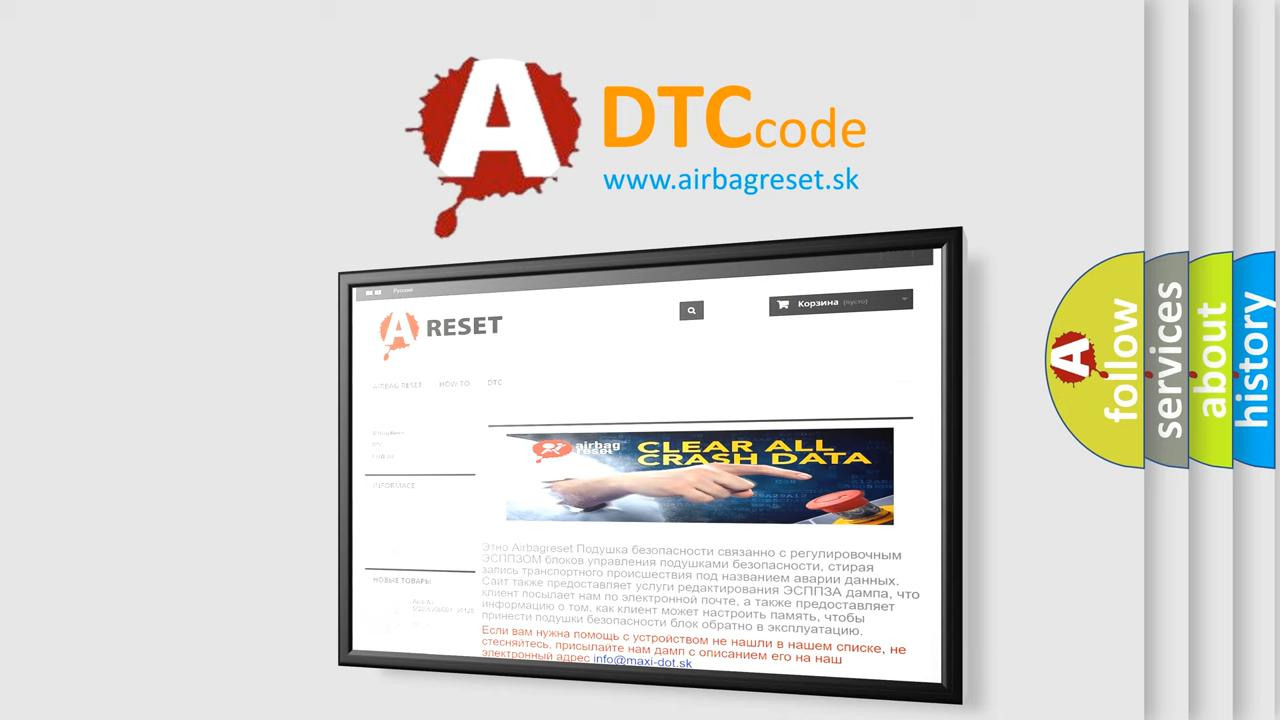 A DTC code
www.airbagreset.sk
Русский
A RESET
Корзина (пусто)
AIRBAG RESET HOW TO DTC
INFORMACE
НОВЫЕ ТОВАРЫ
airbag reset
CLEAR ALL
CRASH DATA
Этно Airbagreset Подушка безопасности связанно с регулировочным
ЭСППЗОМ блоков управления подушками безопасности, стирая
запись транспортного происшествия под названием аварии данных.
Сайт также предоставляет услуги редактирования ЭСППЗА дампа, что
клиент посылает нам по электронной почте, а также предоставляет
информацию о том, как клиент может настроить память, чтобы
принести подушки безопасности блок обратно в эксплуатацию.
Если вам нужна помощь с устройством не нашли в нашем списке, не
стесняйтесь, присылайте нам дамп с описанием его на наш
электронный адрес info@maxi-dot.sk
A
follow
services
about
history